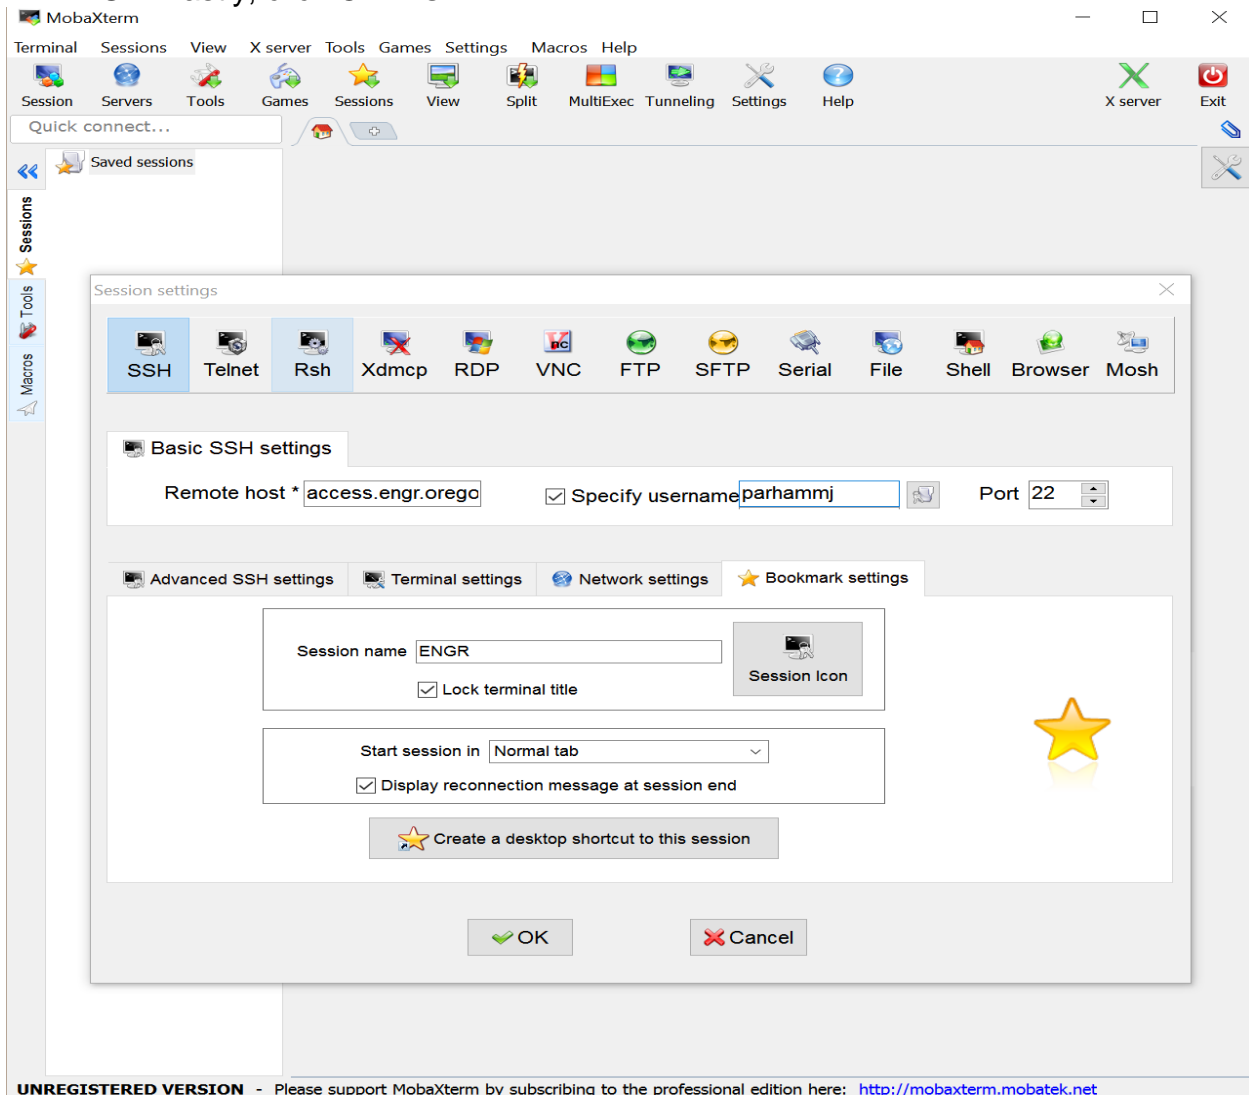 MobaXterm
Terminal Sessions View X server Tools Games Settings Macros Help
Session Servers Tools Games Sessions View Split MultiExec Tunneling Settings Help X server Exit
Quick connect...
Saved sessions
Sessions
Tools
Macros
Session settings
SSH Telnet Rsh Xdmcp RDP VNC FTP SFTP Serial File Shell Browser Mosh
Basic SSH settings
Remote host * access.engr.orego Specify username parhammj Port 22
Advanced SSH settings Terminal settings Network settings Bookmark settings
Session name ENGR
Session Icon
Lock terminal title
Start session in Normal tab
Display reconnection message at session end
Create a desktop shortcut to this session
OK Cancel
UNREGISTERED VERSION - Please support MobaXterm by subscribing to the professional edition here: http://mobaxterm.mobatek.net